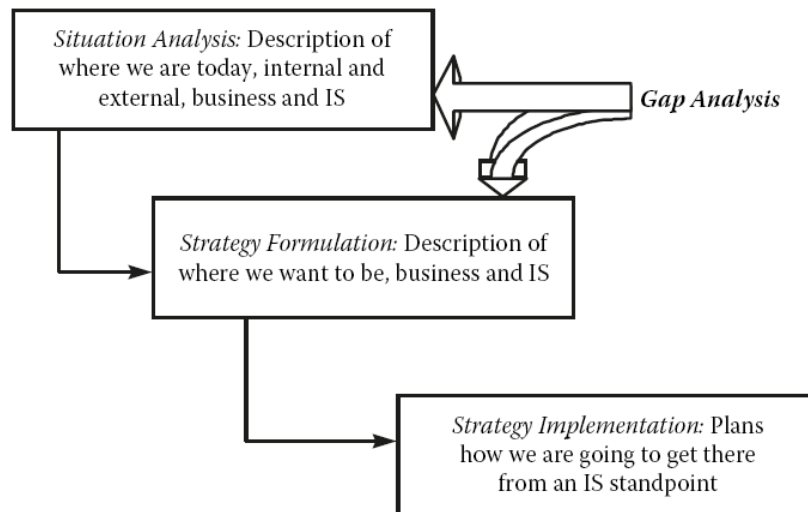 Situation Analysis: Description of
where we are today, internal and
external, business and IS
Gap Analysis
Strategy Formulation: Description of
where we want to be, business and IS
Strategy Implementation: Plans
how we are going to get there
from an IS standpoint